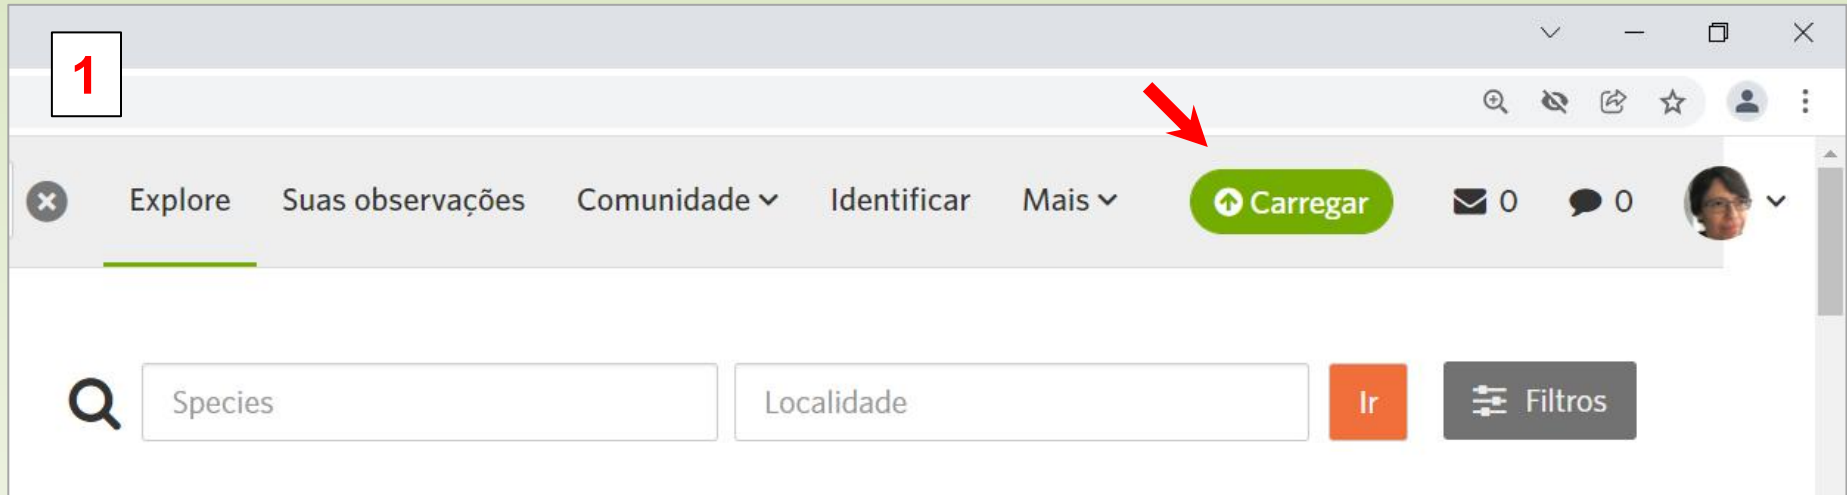 1
Explore Suas observações Comunidade Identificar Mais Carregar 0 0
Species Localidade Ir Filtros